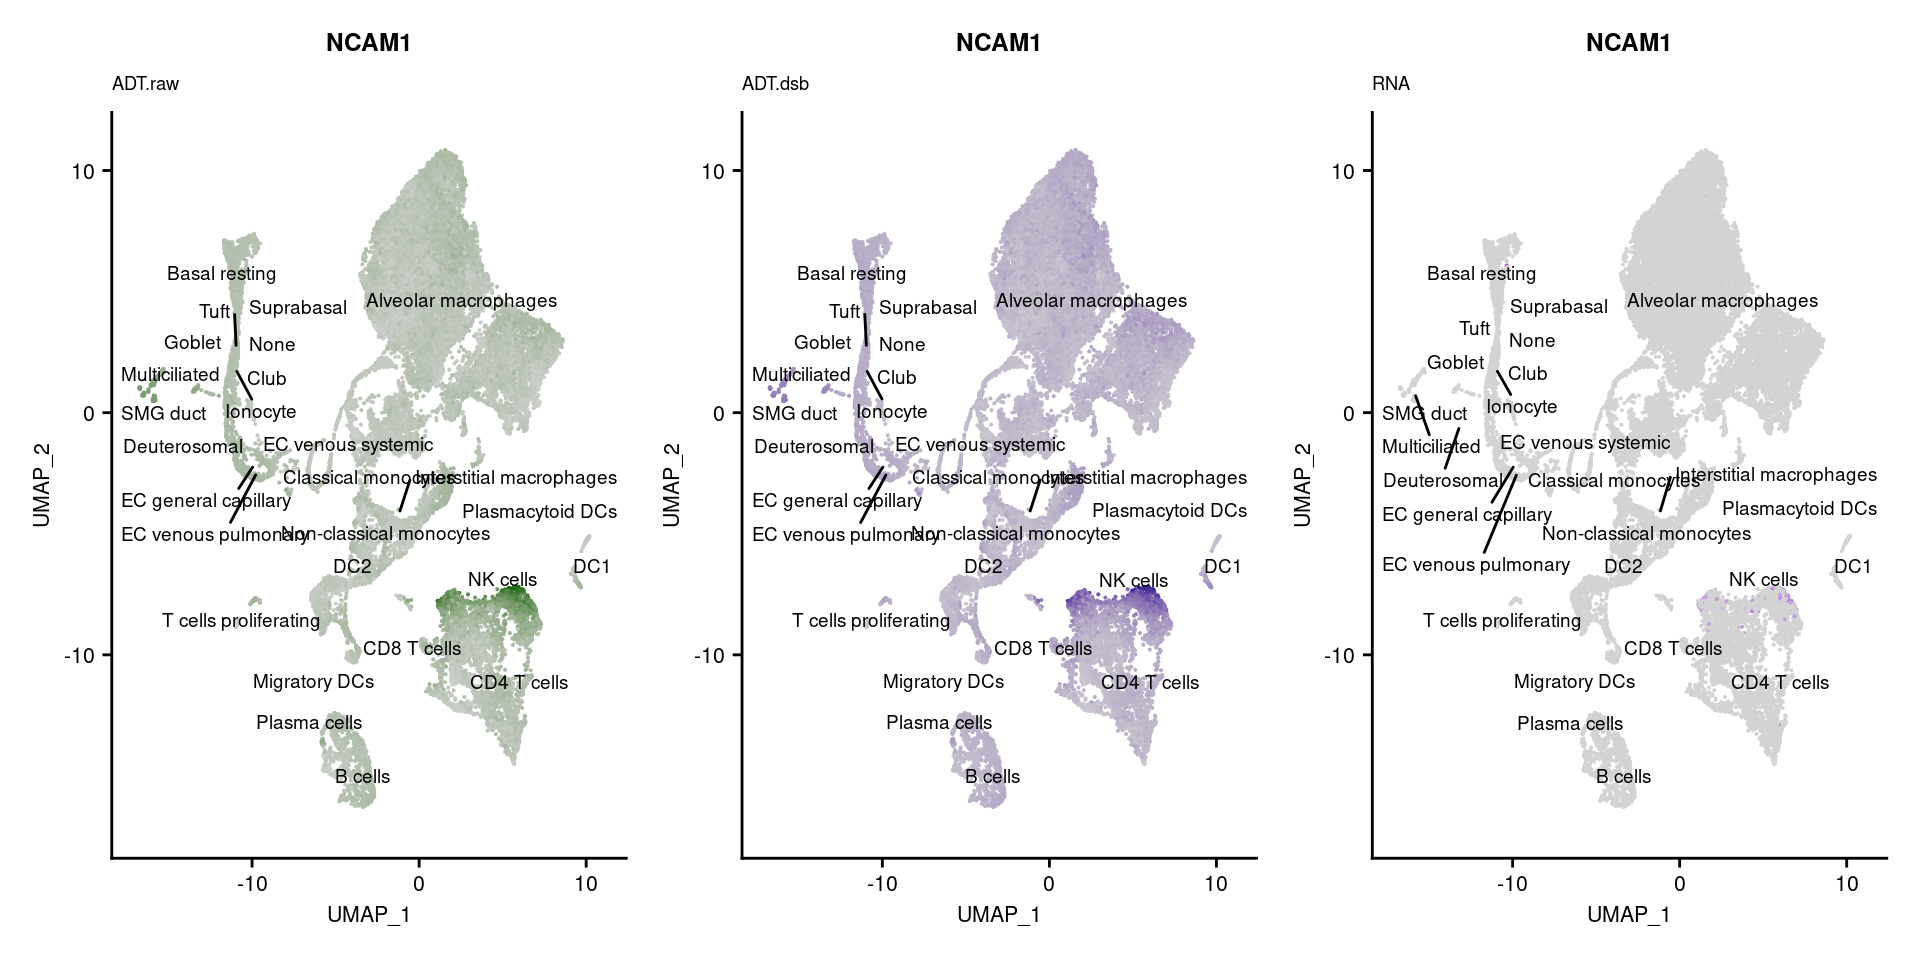 NCAM1
ADT.raw
10
0
-10
UMAP_2
Basal resting
Tuft
Suprabasal
Alveolar macrophages
Goblet
None
Multiciliated
Club
SMG duct
Ionocyte
Deuterosomal
EC venous systemic
Classical monocytes
Interstitial macrophages
EC general capillary
Plasmacytoid DCs
EC venous pulmonary
Non-classical monocytes
DC2
DC1
NK cells
T cells proliferating
CD8 T cells
Migratory DCs
CD4 T cells
Plasma cells
B cells
-10
0
10
UMAP_1
NCAM1
ADT.dsb
10
0
-10
UMAP_2
Basal resting
Tuft
Suprabasal
Alveolar macrophages
Goblet
None
Multiciliated
Club
SMG duct
Ionocyte
Deuterosomal
EC venous systemic
Classical monocytes
Interstitial macrophages
EC general capillary
Plasmacytoid DCs
EC venous pulmonary
Non-classical monocytes
DC2
DC1
NK cells
T cells proliferating
CD8 T cells
Migratory DCs
CD4 T cells
Plasma cells
B cells
-10
0
10
UMAP_1
NCAM1
RNA
10
0
-10
UMAP_2
Basal resting
Alveolar macrophages
Suprabasal
Tuft
None
Goblet
Club
Ionocyte
SMG duct
EC venous systemic
Multiciliated
Interstitial macrophages
Deuterosomal
Classical monocytes
Plasmacytoid DCs
EC general capillary
Non-classical monocytes
EC venous pulmonary
DC2
DC1
NK cells
T cells proliferating
CD8 T cells
Migratory DCs
CD4 T cells
Plasma cells
B cells
-10
0
10
UMAP_1